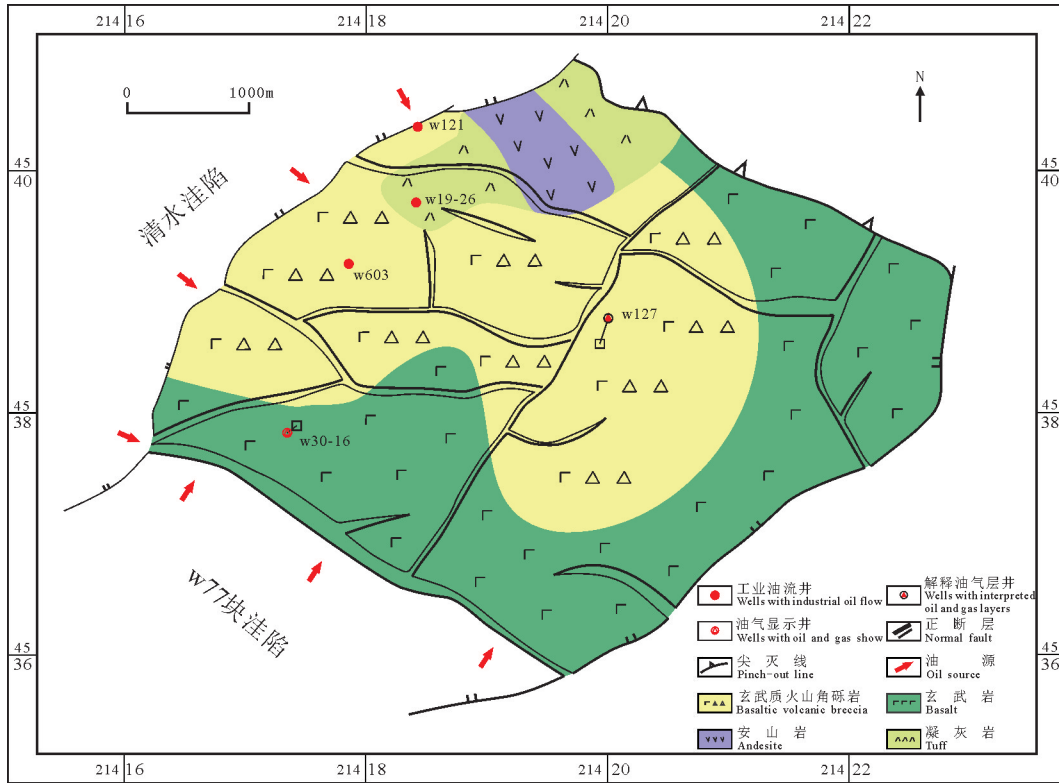 214 16
214 18
214 20
214 22
N
0 1000m
w121
45
40
45
40
清水洼陷
w19-26
w603
w127
45
38
45
38
w30-16
w77块洼陷
45
36
45
36
工业油流井
Wells with industrial oil flow
解释油气层井
Wells with interpreted
oil and gas layers
油气显示井
Wells with oil and gas show
正断层
Normal fault
尖灭线
Pinch-out line
油 源
Oil source
玄武质火山角砾岩
Basaltic volcanic breccia
玄武岩
Basalt
安山岩
Andesite
凝灰岩
Tuff
214 16
214 18
214 20
214 22